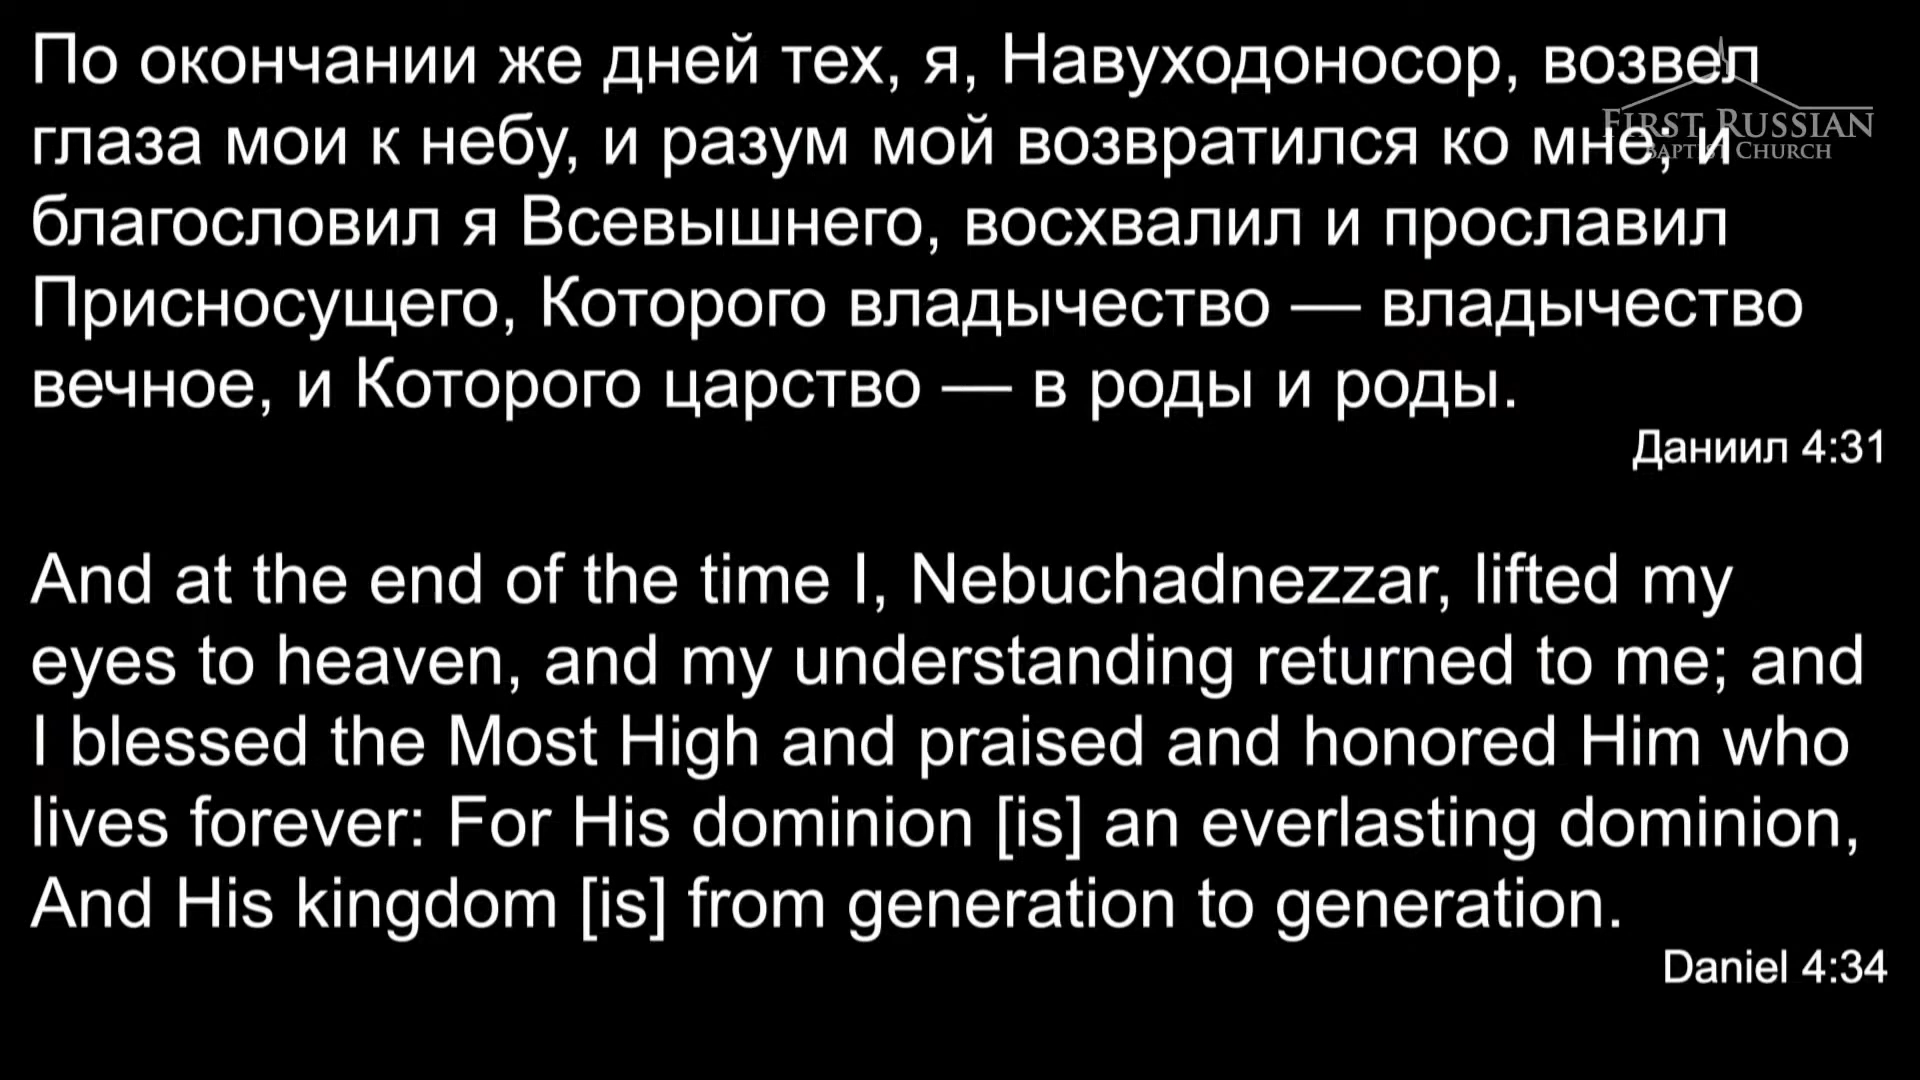 По окончании же дней тех, я, Навуходоносор, возвел
глаза мои к небу, и разум мой возвратился ко мне; и
благословил я Всевышнего, восхвалил и прославил
Присносущего, Которого владычество — владычество
вечное, и Которого царство — в роды и роды.
Даниил 4:31
And at the end of the time I, Nebuchadnezzar, lifted my
eyes to heaven, and my understanding returned to me; and
I blessed the Most High and praised and honored Him who
lives forever: For His dominion [is] an everlasting dominion,
And His kingdom [is] from generation to generation.
Daniel 4:34
First Russian
Baptist Church